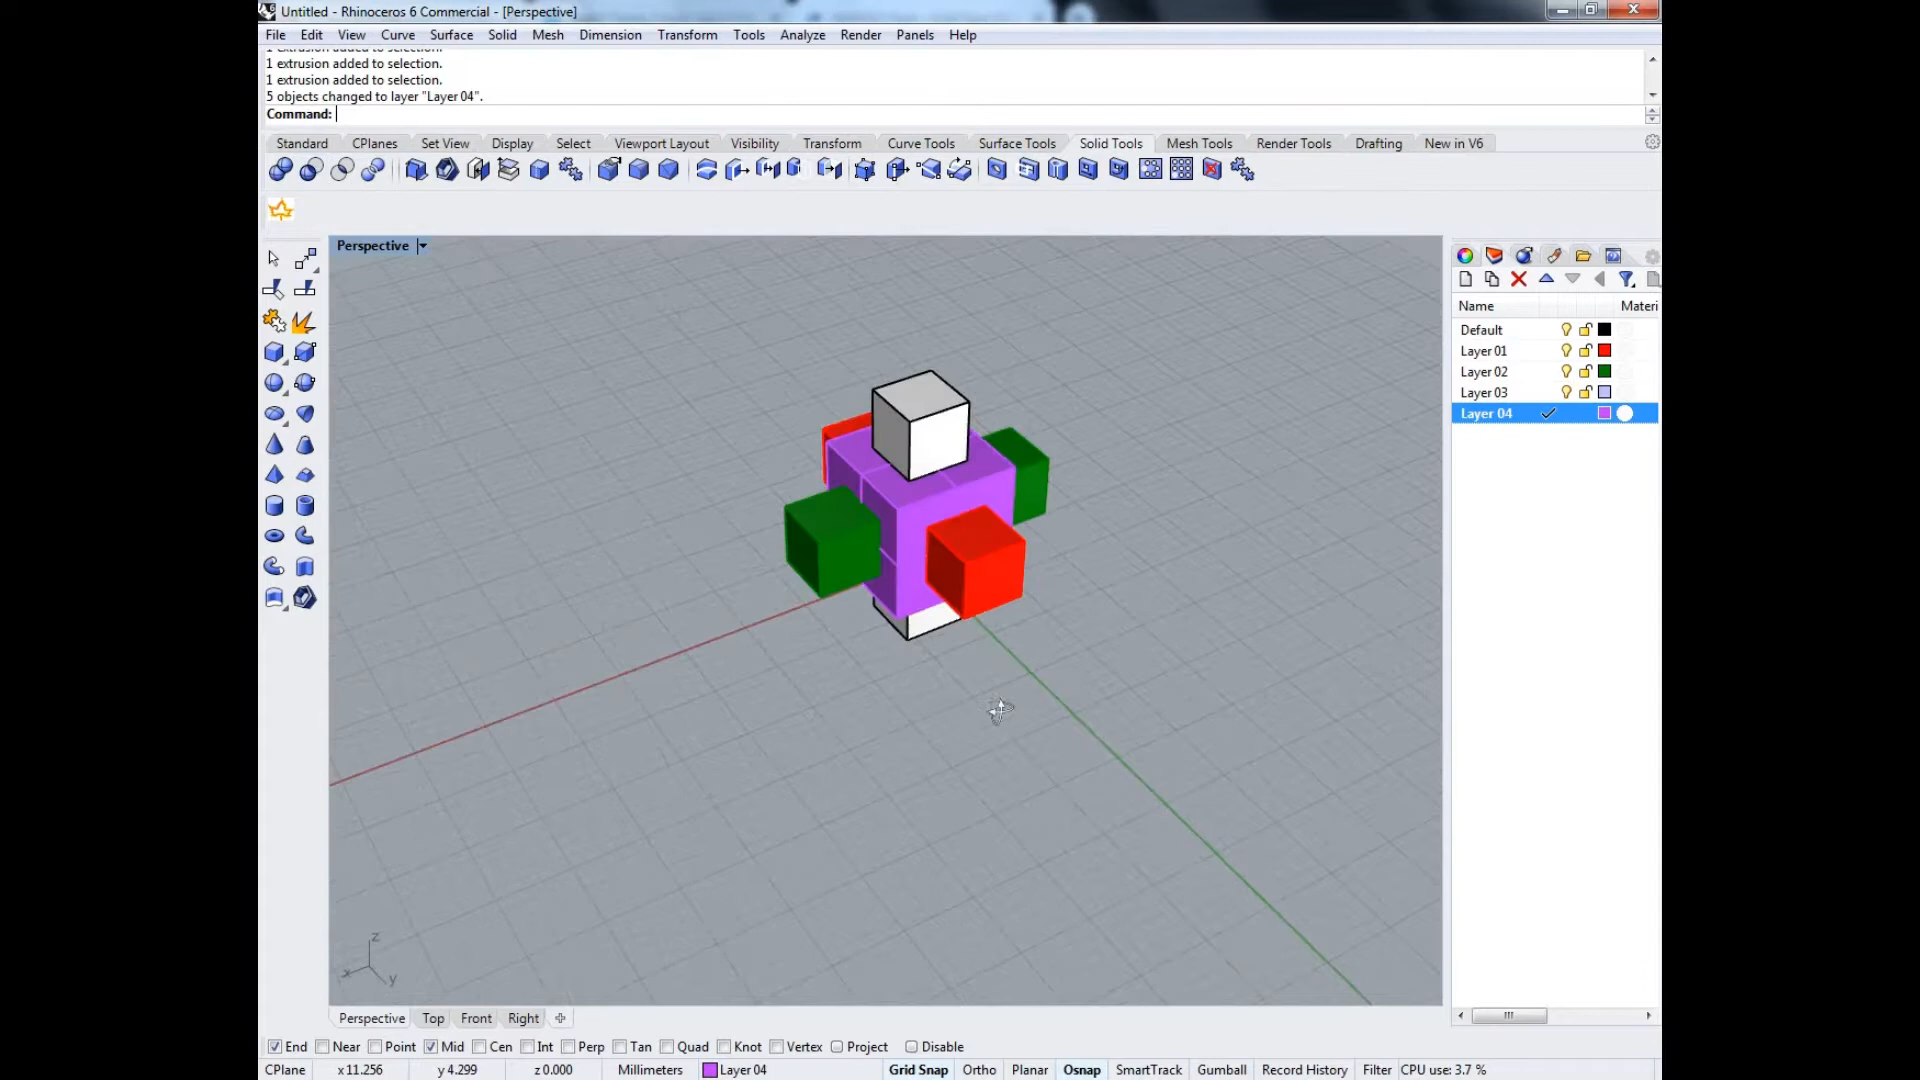 Untitled - Rhinoceros 6 Commercial - [Perspective]
File Edit View Curve Surface Solid Mesh Dimension Transform Tools Analyze Render Panels Help
1 extrusion added to selection.
1 extrusion added to selection.
1 extrusion added to selection.
5 objects changed to layer "Layer 04".
Command:
Standard CPlanes Set View Display Select Viewport Layout Visibility Transform Curve Tools Surface Tools Solid Tools Mesh Tools Render Tools Drafting New in V6
Perspective
Name Materi
Default
Layer 01
Layer 02
Layer 03
Layer 04
z
x y
Perspective Top Front Right
End Near Point Mid Cen Int Perp Tan Quad Knot Vertex Project Disable
CPlane x 11.256 y 4.299 z 0.000 Millimeters Layer 04 Grid Snap Ortho Planar Osnap SmartTrack Gumball Record History Filter CPU use: 3.7 %